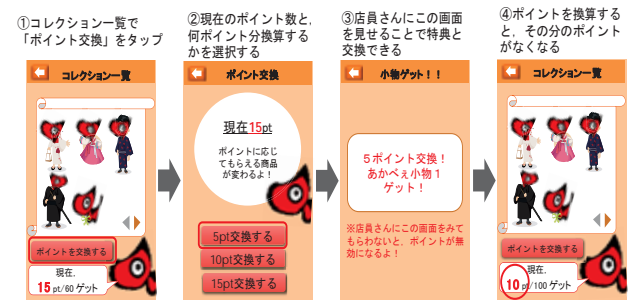 ①コレクション一覧で
「ポイント交換」をタップ
コレクション一覧
ポイントを換算する
現在,
15 pt/60 ゲット
②現在のポイント数と,
何ポイント分換算する
かを選択する
ポイント交換
現在15pt
ポイントに応じ
てもらえる商品
が変わるよ！
5pt交換する
10pt交換する
15pt交換する
③店員さんにこの画面
を見せることで特典と
交換できる
小物ゲット！！
５ポイント交換！
あかべぇ小物１
ゲット！
※店員さんにこの画面をみて
もらわないと、ポイントが無
効になるよ！
④ポイントを換算する
と，その分のポイント
がなくなる
コレクション一覧
ポイントを交換する
現在,
10 pt/100 ゲット